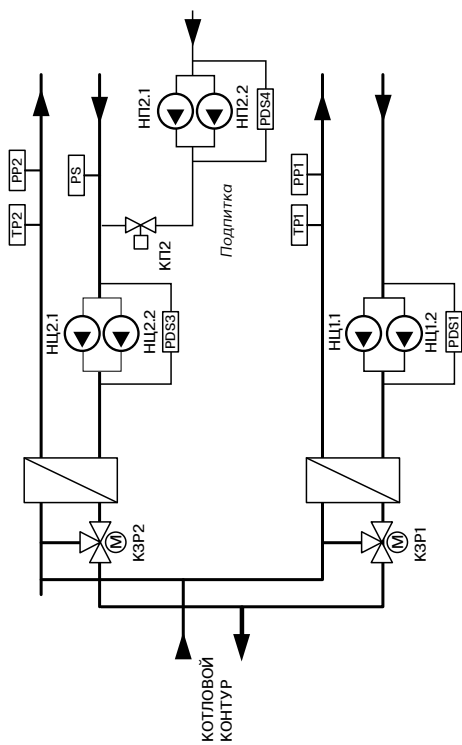 НП2.1
НП2.2
PDS4
Подпитка
TP2
PP2
PS
КП2
НЦ2.1
НЦ2.2
PDS3
КЗР2
КОТЛОВОЙ
КОНТУР
TP1
PP1
НЦ1.1
НЦ1.2
PDS1
КЗР1
M
M